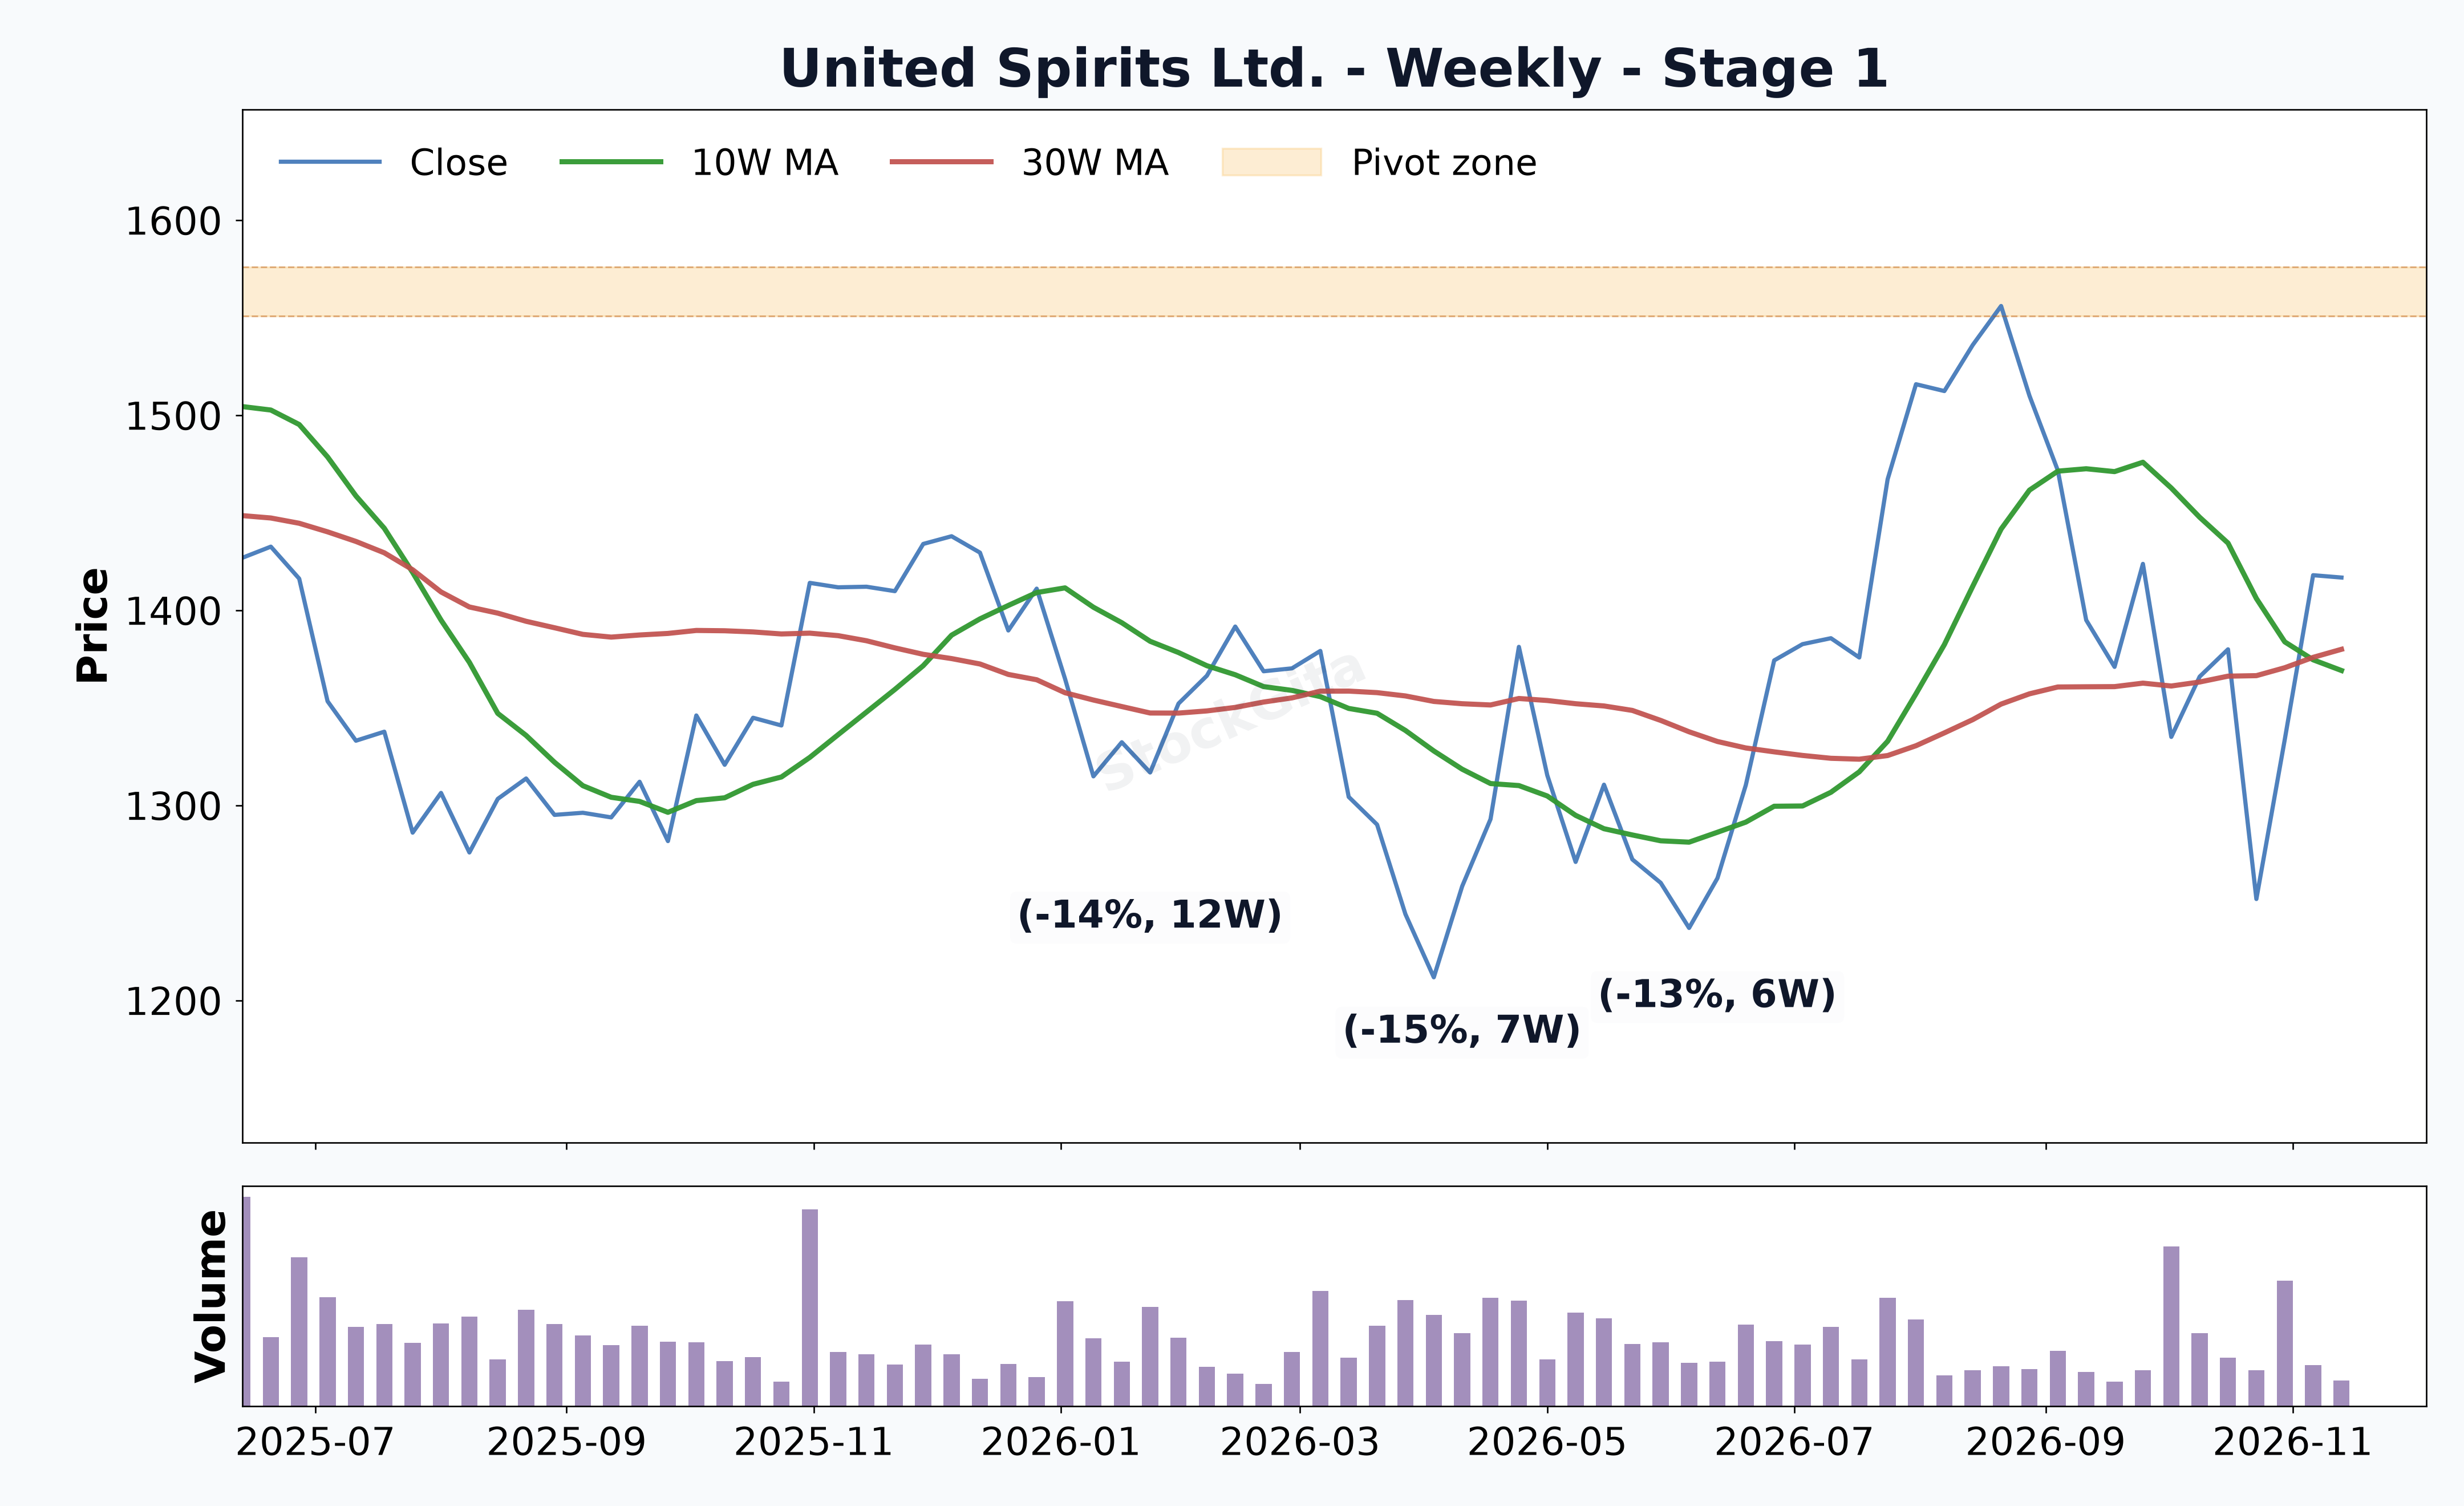 United Spirits Ltd. - Weekly - Stage 1
Close 10W MA 30W MA Pivot zone
Price
1600
1500
1400
1300
1200
StockGita
(-14%, 12W)
(-15%, 7W)
(-13%, 6W)
Volume
2025-07 2025-09 2025-11 2026-01 2026-03 2026-05 2026-07 2026-09 2026-11